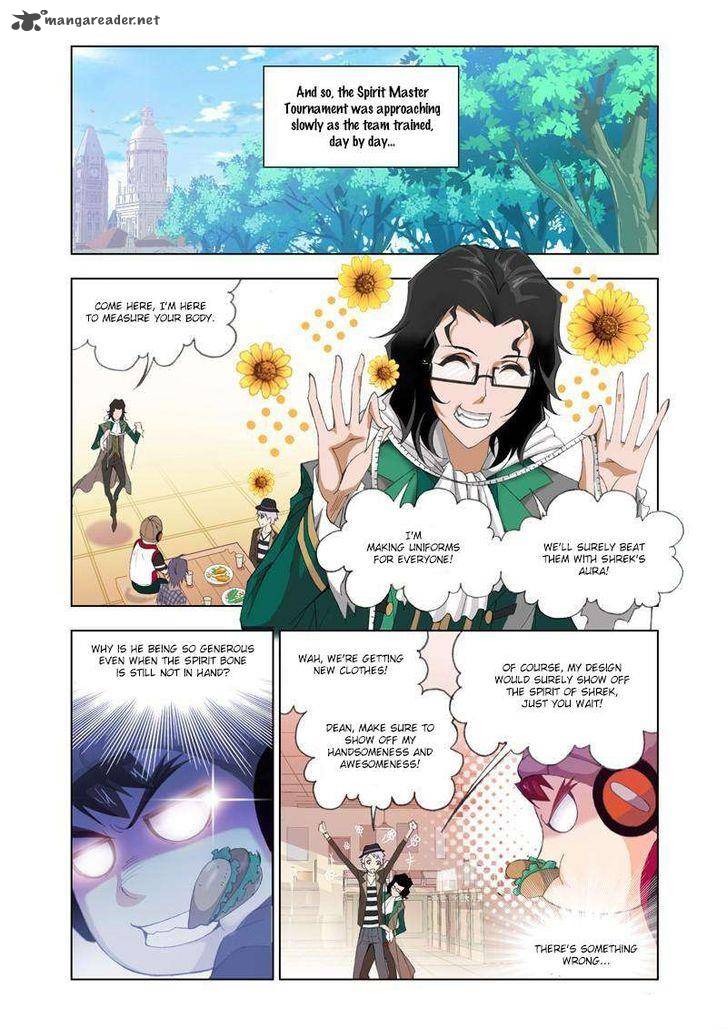 mangareader.net
And so, the Spirit Master
Tournament was approaching
slowly as the team trained,
day by day...
COME HERE, I'M HERE
TO MEASURE YOUR BODY.
I'M
MAKING UNIFORMS
FOR EVERYONE!
WE'LL SURELY BEAT
THEM WITH SHREK'S
AURA!
WHY IS HE BEING SO GENEROUS
EVEN WHEN THE SPIRIT BONE
IS STILL NOT IN HAND?
WAH, WE'RE GETTING
NEW CLOTHES!
DEAN, MAKE SURE TO
SHOW OFF MY
HANDSOMENESS AND
AWESOMENESS!
OF COURSE, MY DESIGN
WOULD SURELY SHOW OFF
THE SPIRIT OF SHREK,
JUST YOU WAIT!
THERE'S SOMETHING
WRONG...